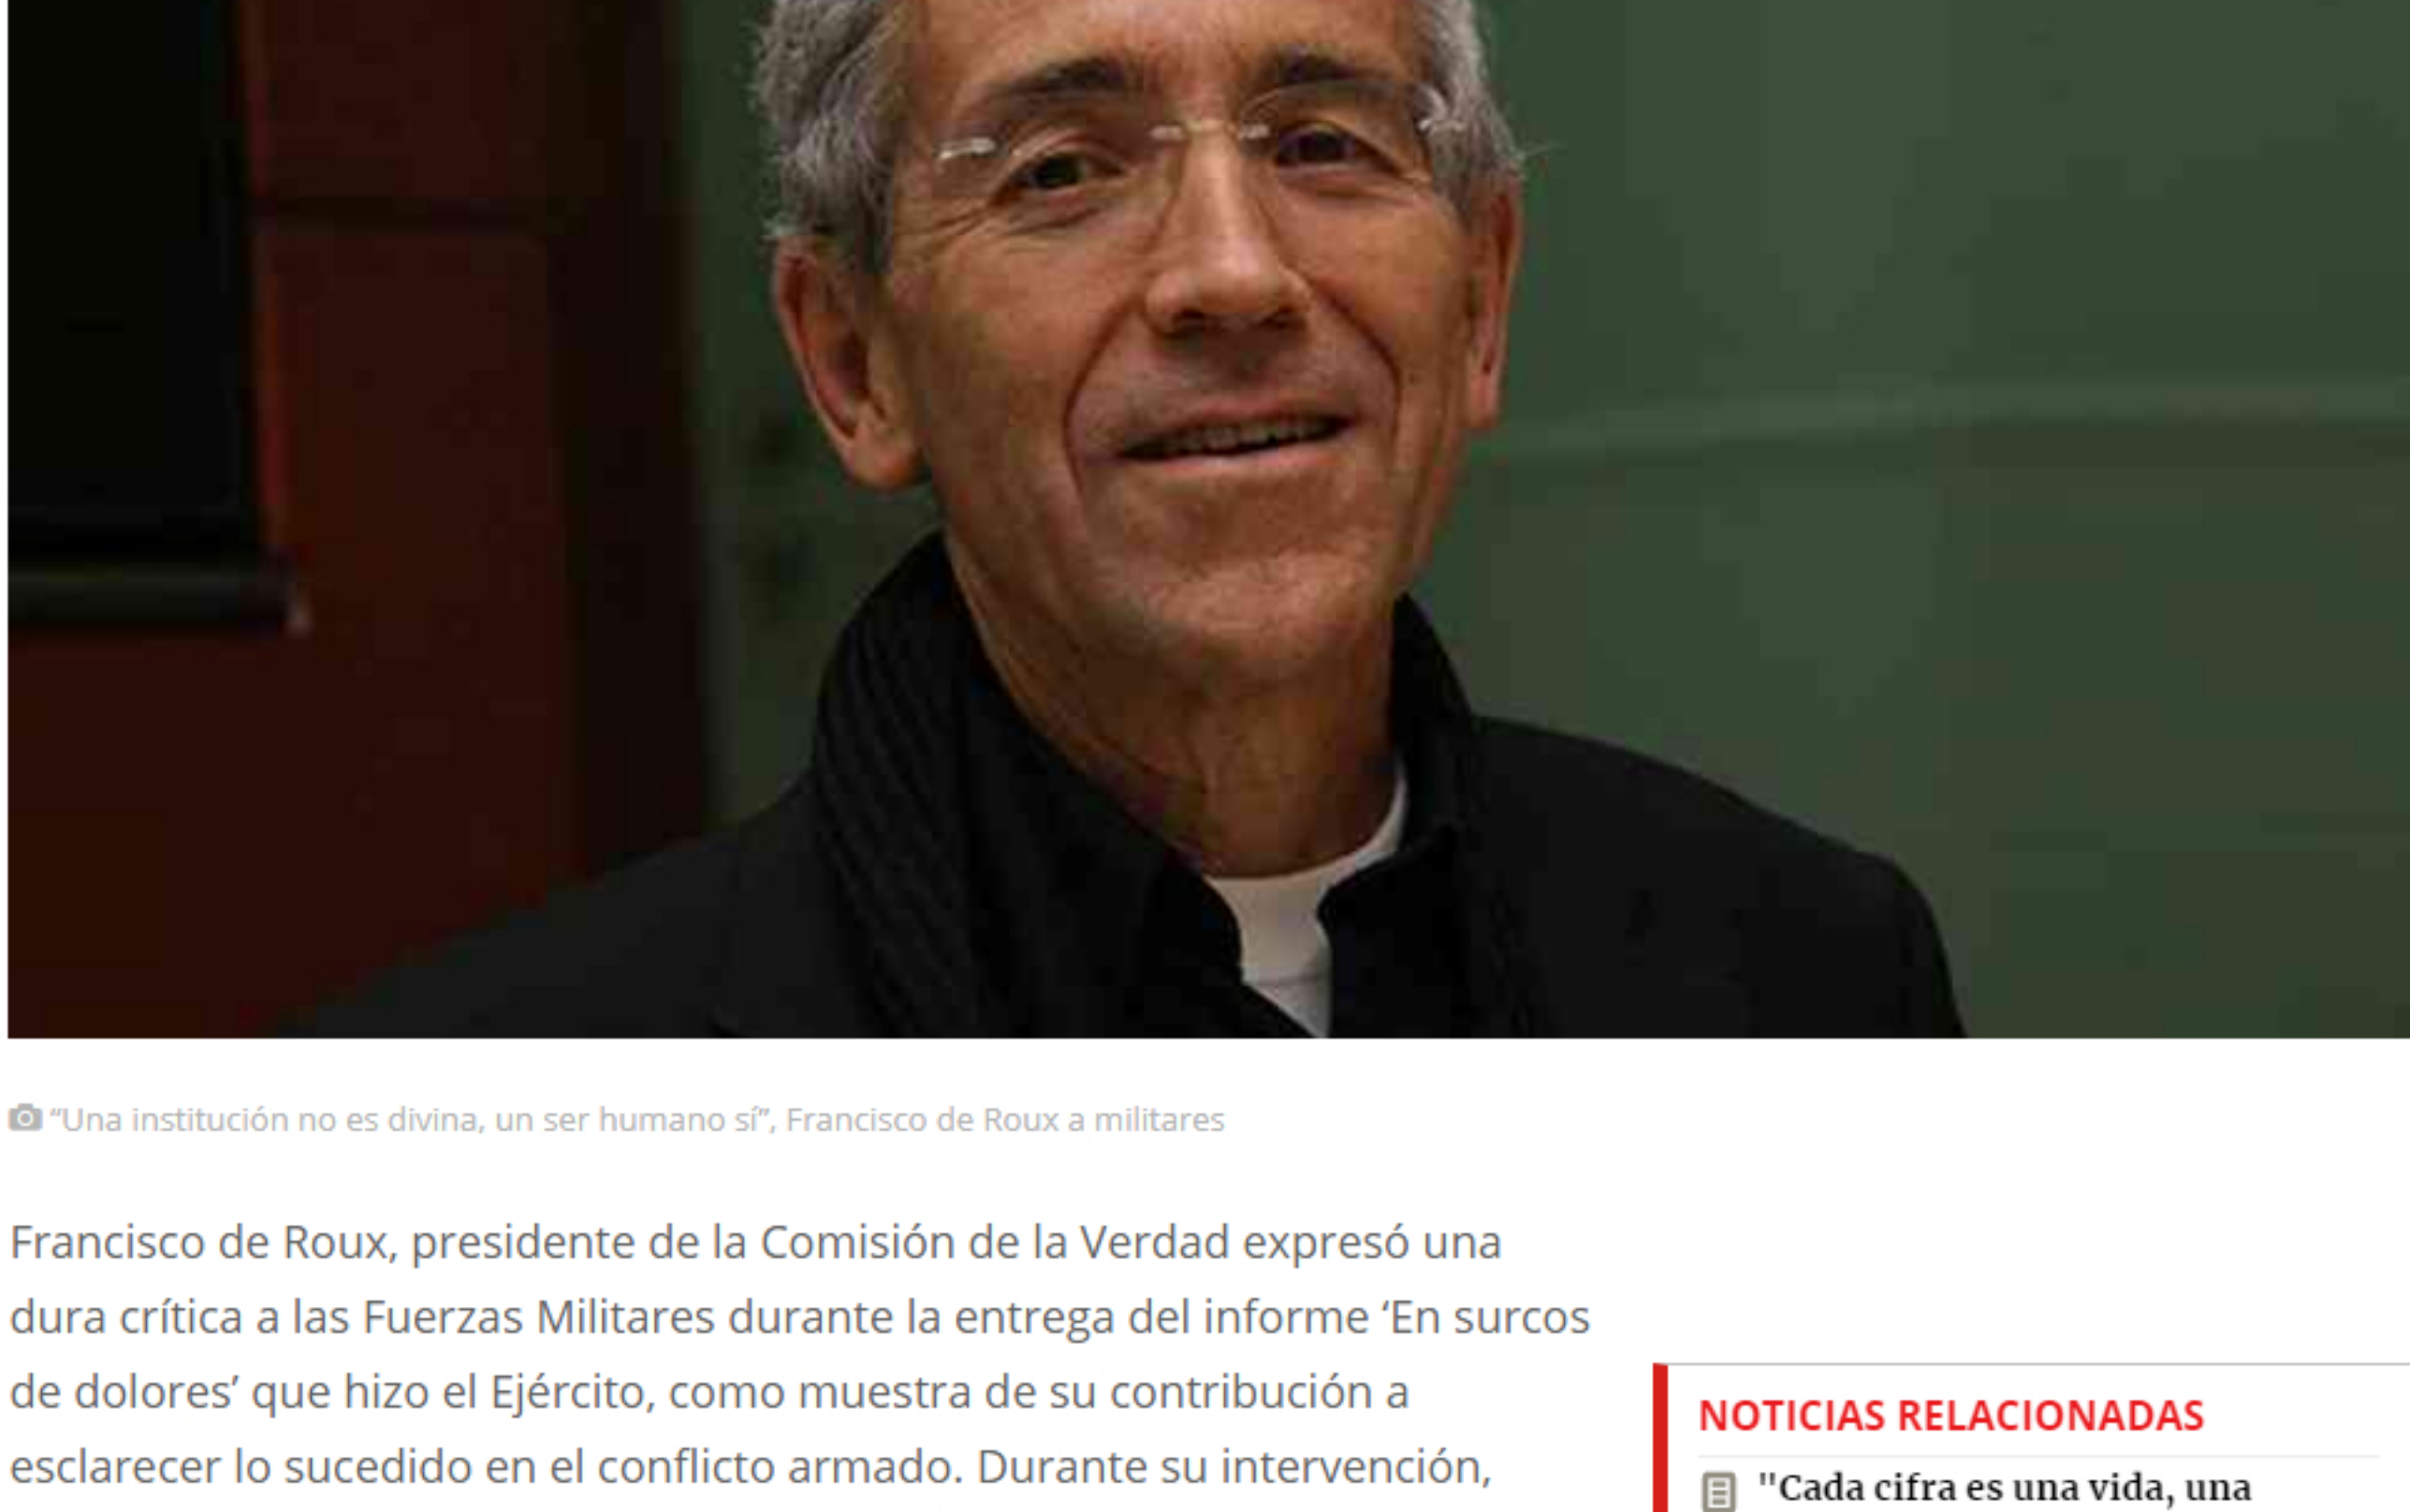 “Una institución no es divina, un ser humano sí”, Francisco de Roux a militares
Francisco de Roux, presidente de la Comisión de la Verdad expresó una
dura crítica a las Fuerzas Militares durante la entrega del informe ‘En surcos
de dolores’ que hizo el Ejército, como muestra de su contribución a
esclarecer lo sucedido en el conflicto armado. Durante su intervención,
NOTICIAS RELACIONADAS
"Cada cifra es una vida, una